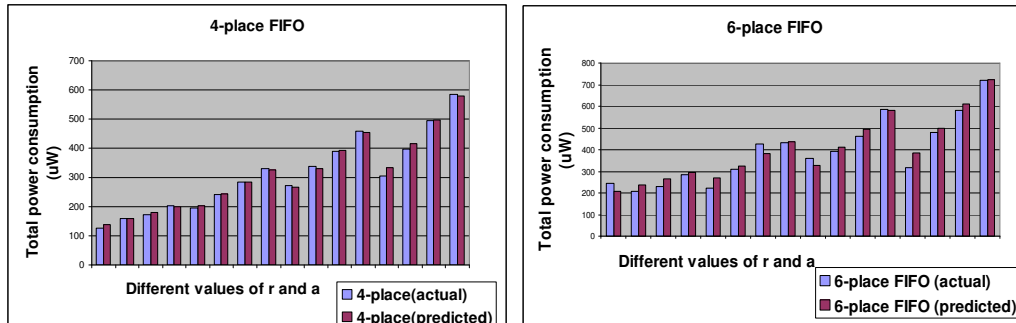 4-place FIFO
Total power consumption
(uW)
700
600
500
400
300
200
100
0
Different values of r and a
4-place(actual)
4-place(predicted)
6-place FIFO
Total power consumption
(uW)
800
700
600
500
400
300
200
100
0
Different values of r and a
6-place FIFO (actual)
6-place FIFO (predicted)